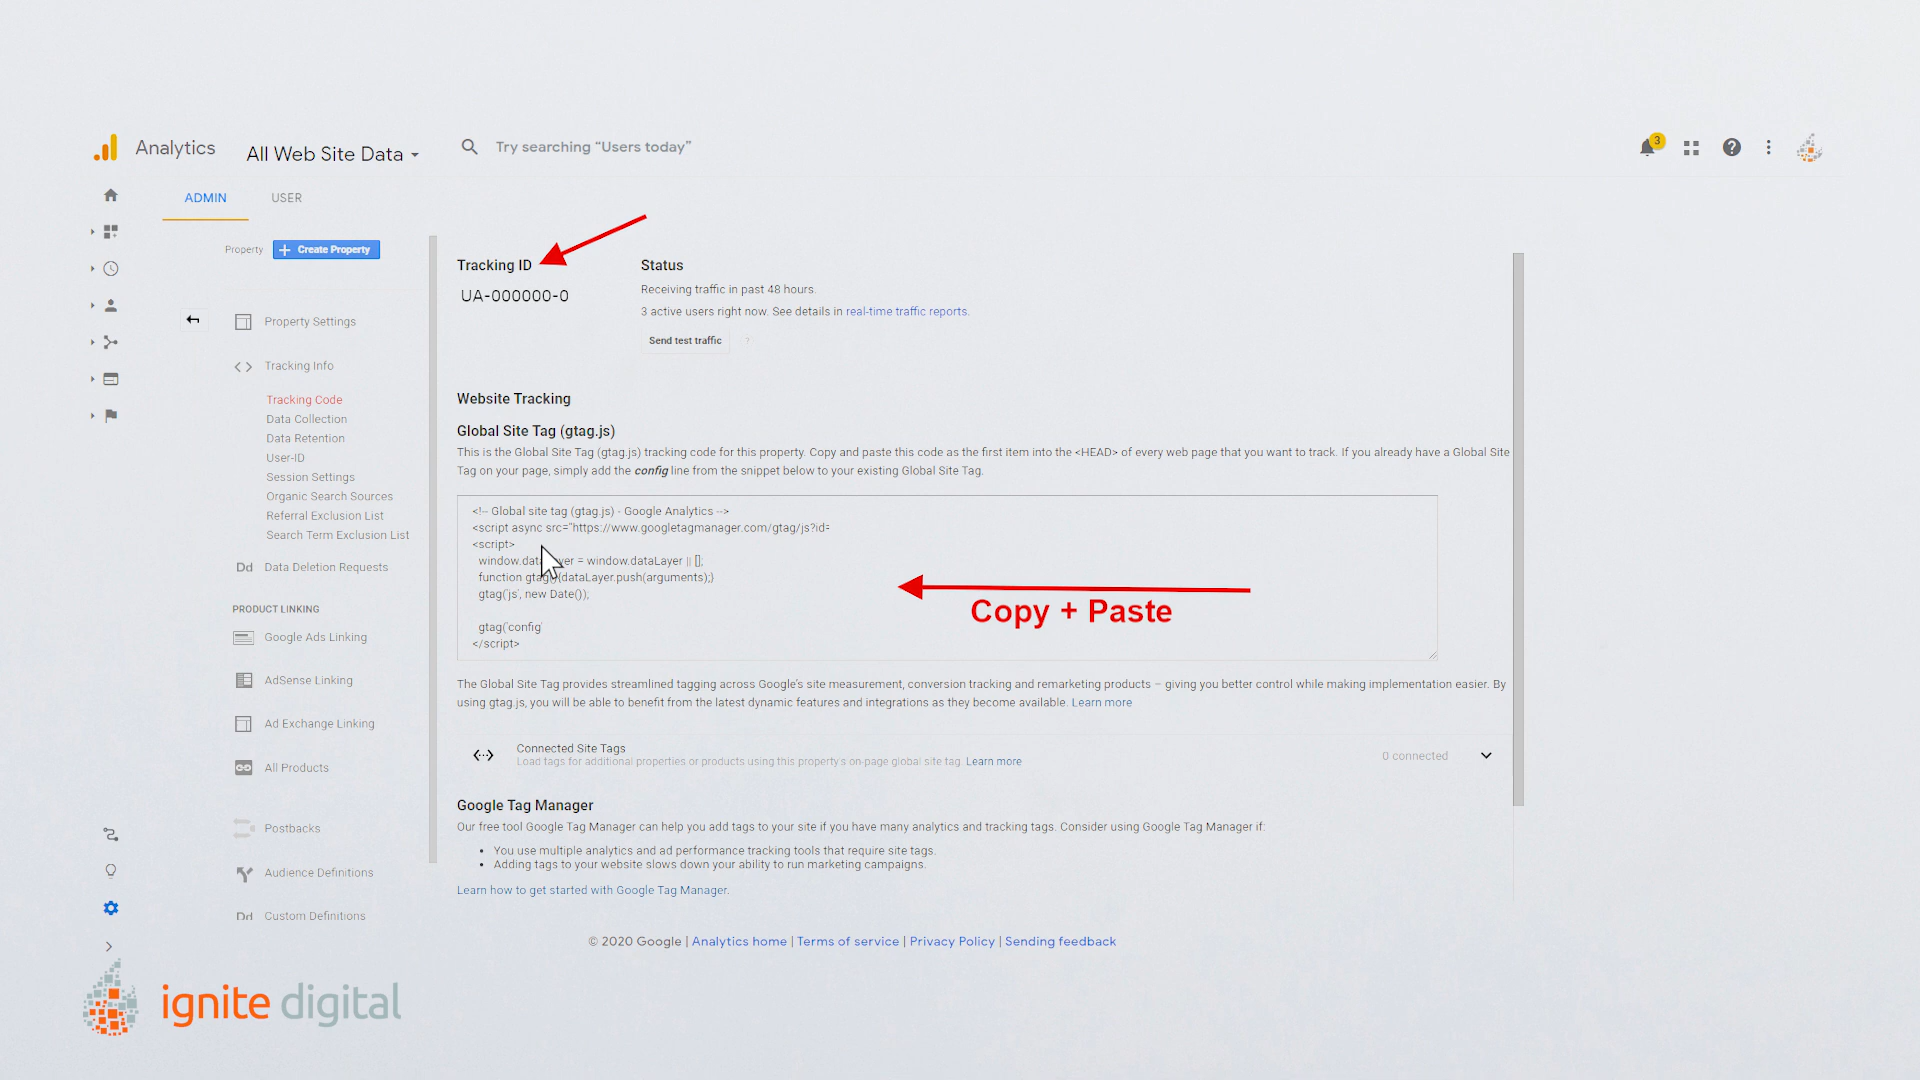 Analytics
All Web Site Data
Try searching “Users today”
3
ADMIN
USER
Property
Create Property
Property Settings
Tracking Info
Tracking Code
Data Collection
Data Retention
User-ID
Session Settings
Organic Search Sources
Referral Exclusion List
Search Term Exclusion List
Dd Data Deletion Requests
PRODUCT LINKING
Google Ads Linking
AdSense Linking
Ad Exchange Linking
All Products
Postbacks
Audience Definitions
Dd Custom Definitions
Tracking ID
UA-000000-0
Status
Receiving traffic in past 48 hours.
3 active users right now. See details in real-time traffic reports.
Send test traffic ?
Website Tracking
Global Site Tag (gtag.js)
This is the Global Site Tag (gtag.js) tracking code for this property. Copy and paste this code as the first item into the <HEAD> of every web page that you want to track. If you already have a Global Site
Tag on your page, simply add the config line from the snippet below to your existing Global Site Tag.
<!-- Global site tag (gtag.js) - Google Analytics -->
<script async src="https://www.googletagmanager.com/gtag/js?id=
<script>
= window.dataLayer || [];
function (dataLayer.push(arguments);}
gtag('js', new Date());
gtag('config'
</script>
Copy + Paste
The Global Site Tag provides streamlined tagging across Google's site measurement, conversion tracking and remarketing products – giving you better control while making implementation easier. By
using gtag.js, you will be able to benefit from the latest dynamic features and integrations as they become available. Learn more
Connected Site Tags
Load tags for additional properties or products using this property's on-page global site tag. Learn more
0 connected
Google Tag Manager
Our free tool Google Tag Manager can help you add tags to your site if you have many analytics and tracking tags. Consider using Google Tag Manager if:
• You use multiple analytics and ad performance tracking tools that require site tags.
• Adding tags to your website slows down your ability to run marketing campaigns.
Learn how to get started with Google Tag Manager.
© 2020 Google | Analytics home | Terms of service | Privacy Policy | Sending feedback
ignite digital